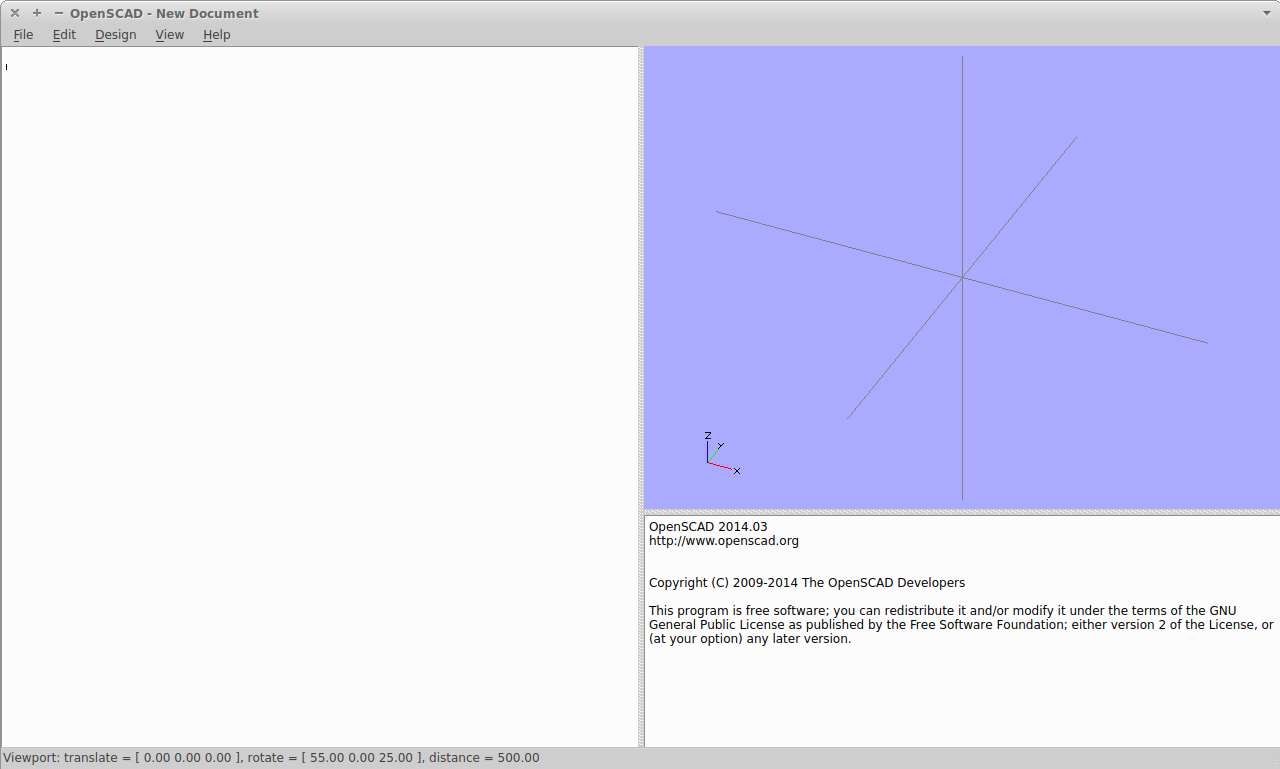 OpenSCAD - New Document
File Edit Design View Help
Z
Y
X
OpenSCAD 2014.03
http://www.openscad.org
Copyright (C) 2009-2014 The OpenSCAD Developers
This program is free software; you can redistribute it and/or modify it under the terms of the GNU
General Public License as published by the Free Software Foundation; either version 2 of the License, or
(at your option) any later version.
Viewport: translate = [ 0.00 0.00 0.00 ], rotate = [ 55.00 0.00 25.00 ], distance = 500.00